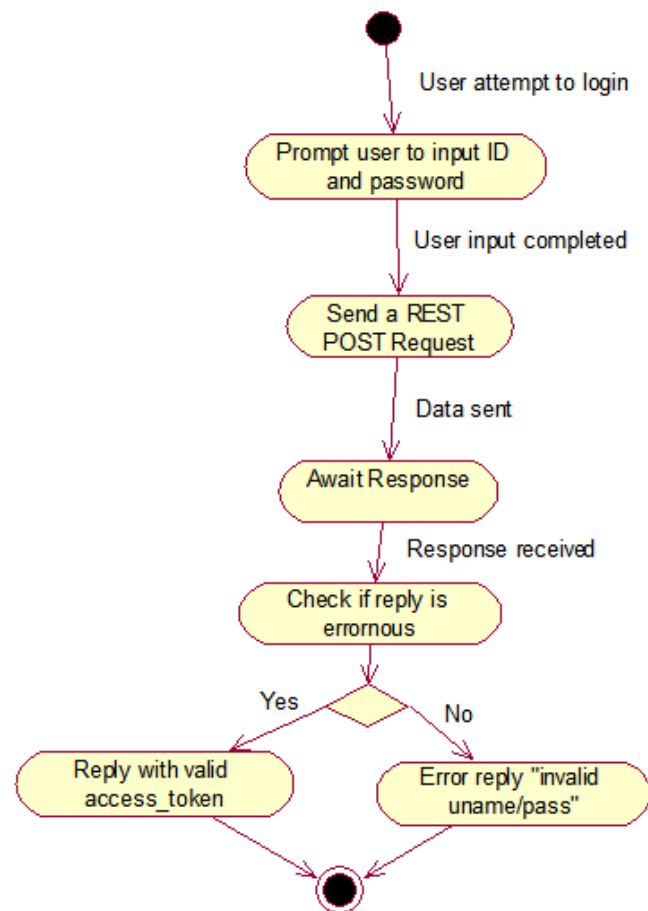 User attempt to login
Prompt user to input ID
and password
User input completed
Send a REST
POST Request
Data sent
Await Response
Response received
Check if reply is
errornous
Yes
No
Reply with valid
access_token
Error reply "invalid
uname/pass"